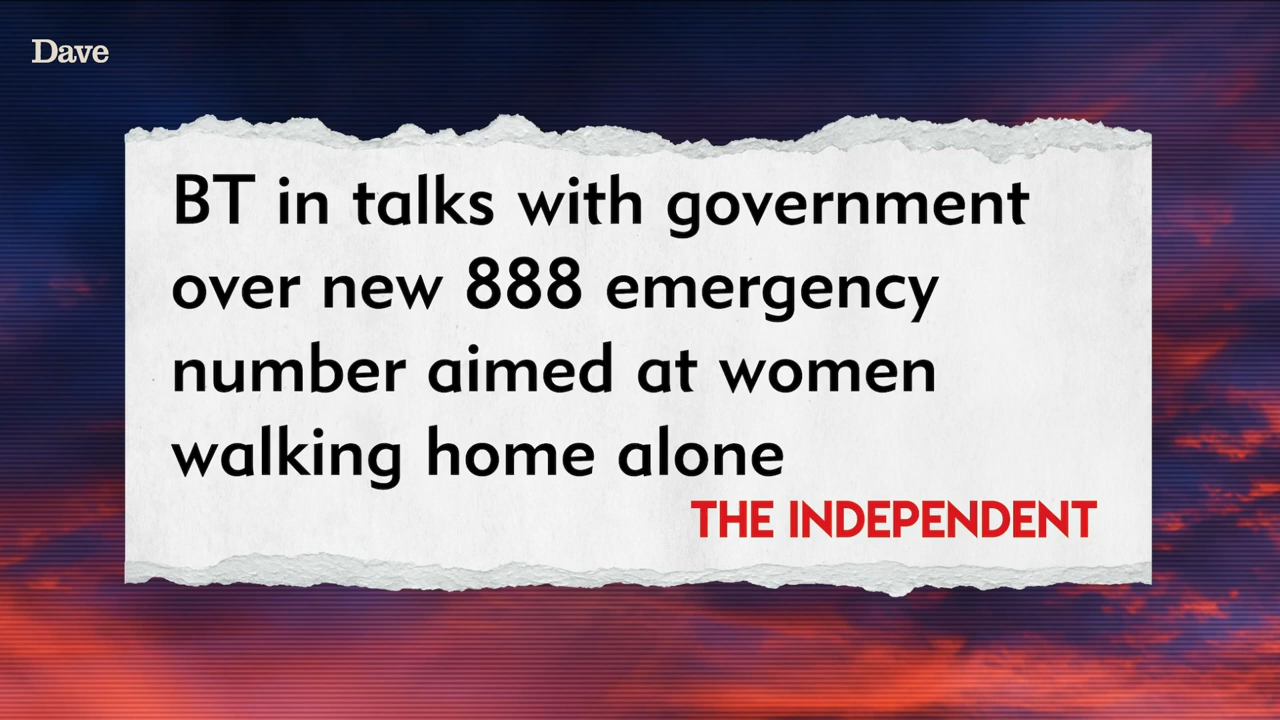 Dave
BT in talks with government
over new 888 emergency
number aimed at women
walking home alone
THE INDEPENDENT